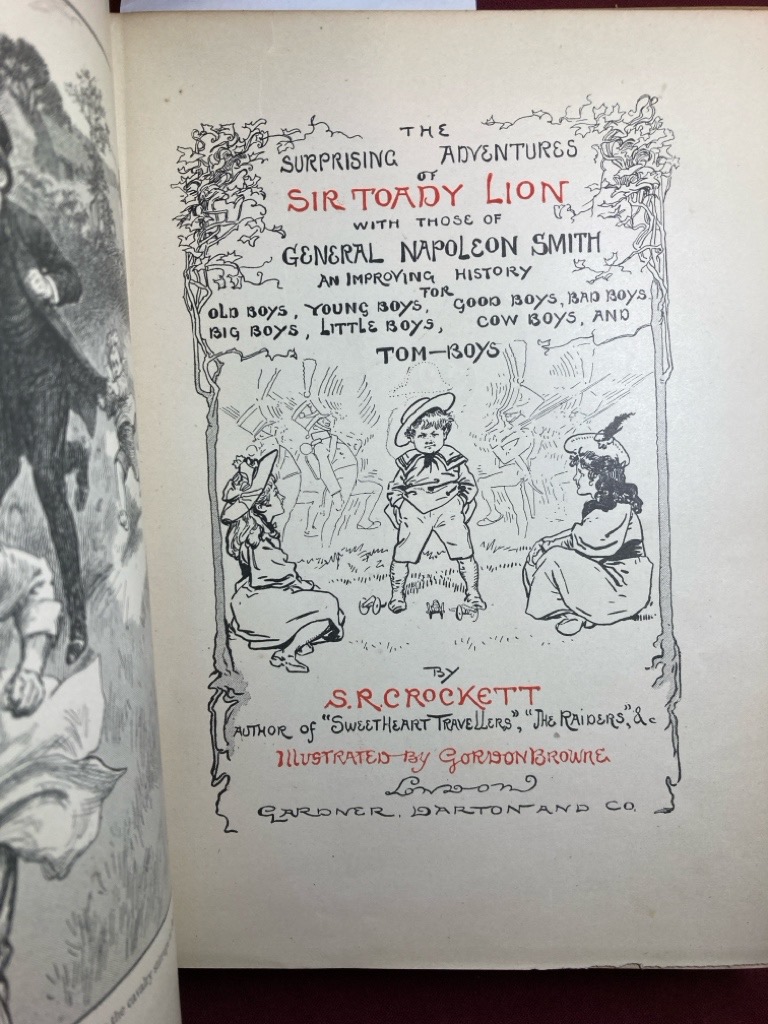 THE
SURPRISING ADVENTURES
OF
SIR TOADY LION
WITH THOSE OF
GENERAL NAPOLEON SMITH
AN IMPROVING HISTORY
FOR
OLD BOYS, YOUNG BOYS, GOOD BOYS, BAD BOYS
BIG BOYS, LITTLE BOYS, COW BOYS, AND
TOM-BOYS
BY
S. R. CROCKETT
AUTHOR OF "SWEETHEART TRAVELLERS", "THE RAIDERS", &c
ILLUSTRATED BY GORDON BROWNE
London
GARDNER, DARTON AND CO.
the cavalry